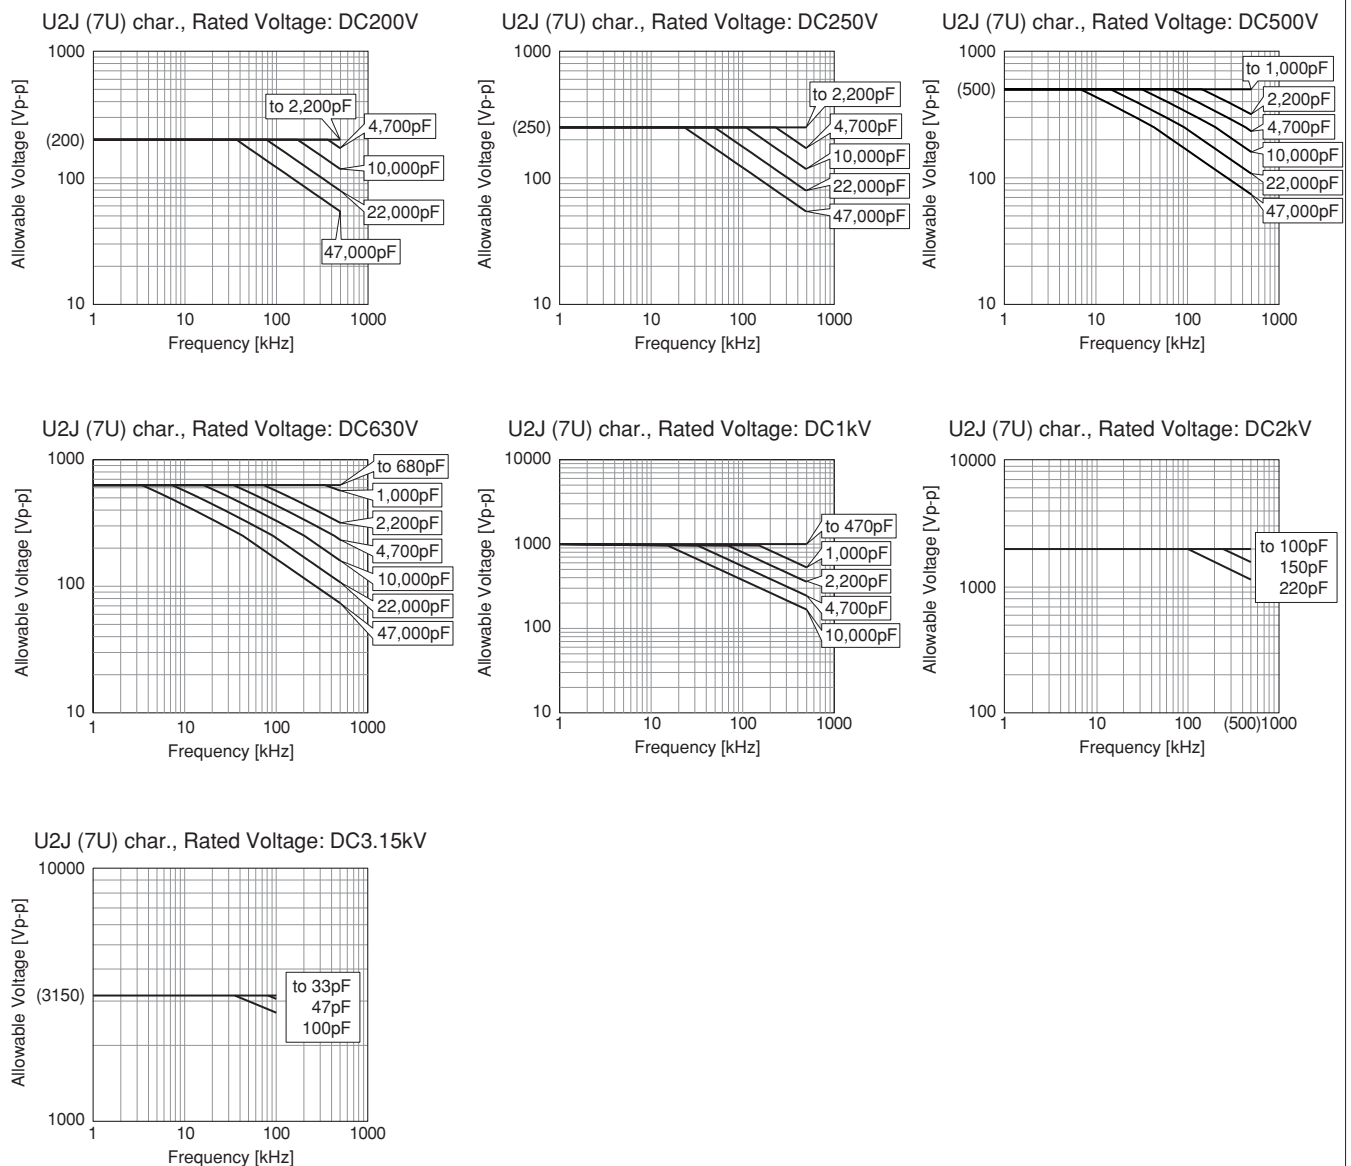 U2J (7U) char., Rated Voltage: DC200V
Allowable Voltage [Vp-p]
1000
(200)
100
10
to 2,200pF
4,700pF
10,000pF
22,000pF
47,000pF
1 10 100 1000
Frequency [kHz]
U2J (7U) char., Rated Voltage: DC250V
Allowable Voltage [Vp-p]
1000
(250)
100
10
to 2,200pF
4,700pF
10,000pF
22,000pF
47,000pF
1 10 100 1000
Frequency [kHz]
U2J (7U) char., Rated Voltage: DC500V
Allowable Voltage [Vp-p]
1000
(500)
100
10
to 1,000pF
2,200pF
4,700pF
10,000pF
22,000pF
47,000pF
1 10 100 1000
Frequency [kHz]
U2J (7U) char., Rated Voltage: DC630V
Allowable Voltage [Vp-p]
1000
100
10
to 680pF
1,000pF
2,200pF
4,700pF
10,000pF
22,000pF
47,000pF
1 10 100 1000
Frequency [kHz]
U2J (7U) char., Rated Voltage: DC1kV
Allowable Voltage [Vp-p]
10000
1000
100
10
to 470pF
1,000pF
2,200pF
4,700pF
10,000pF
1 10 100 1000
Frequency [kHz]
U2J (7U) char., Rated Voltage: DC2kV
Allowable Voltage [Vp-p]
10000
1000
100
to 100pF
150pF
220pF
1 10 100 (500)1000
Frequency [kHz]
U2J (7U) char., Rated Voltage: DC3.15kV
Allowable Voltage [Vp-p]
10000
(3150)
1000
to 33pF
47pF
100pF
1 10 100 1000
Frequency [kHz]